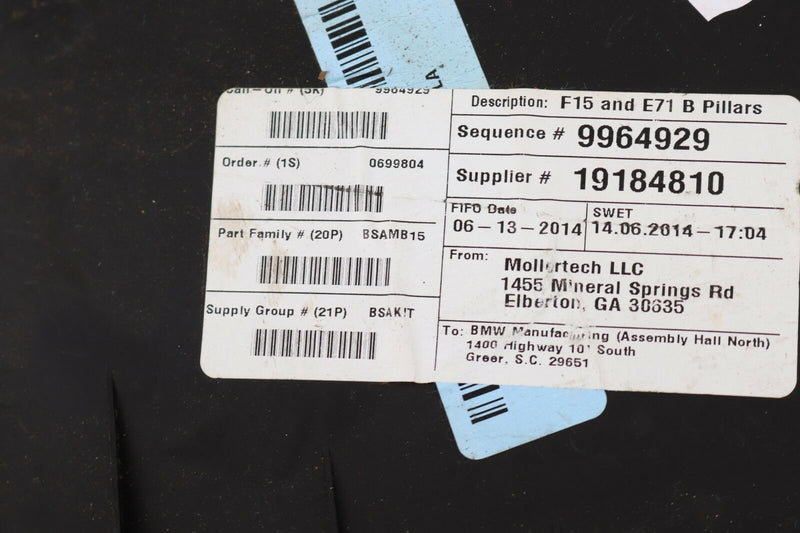 Call-off # (5R) 9964929
Order # (1S) 0699804
Part Family # (20P) BSAMB15
Supply Group # (21P) BSAKIT
Description: F15 and E71 B Pillars
Sequence # 9964929
Supplier # 19184810
FIFO Date
06-13-2014
SWET
14.06.2014-17:04
From: Mollertech LLC
1455 Mineral Springs Rd
Elberton, GA 30635
To: BMW Manufacturing (Assembly Hall North)
1400 Highway 101 South
Greer, S.C. 29651